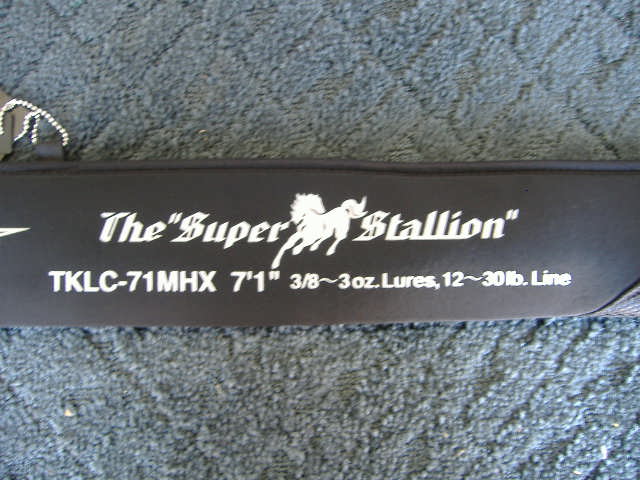 The "Super Stallion"
TKLC-71MHX 7'1" 3/8~3oz. Lures, 12~30lb. Line